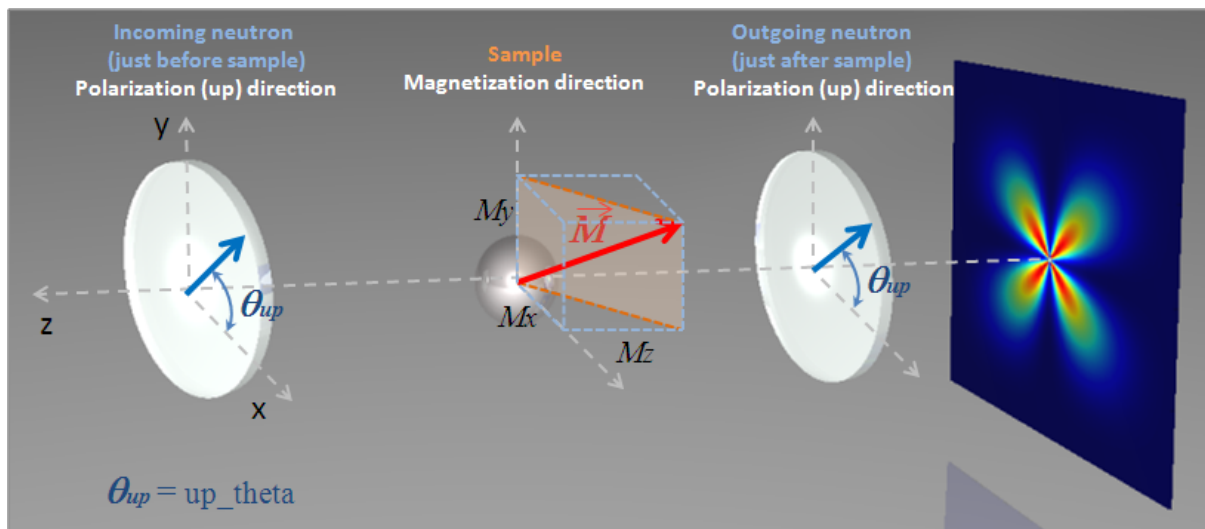 Incoming neutron
(just before sample)
Polarization (up) direction
Sample
Magnetization direction
Outgoing neutron
(just after sample)
Polarization (up) direction
y
z
x
θup
My
M
Mx
Mz
θup
θup = up_theta